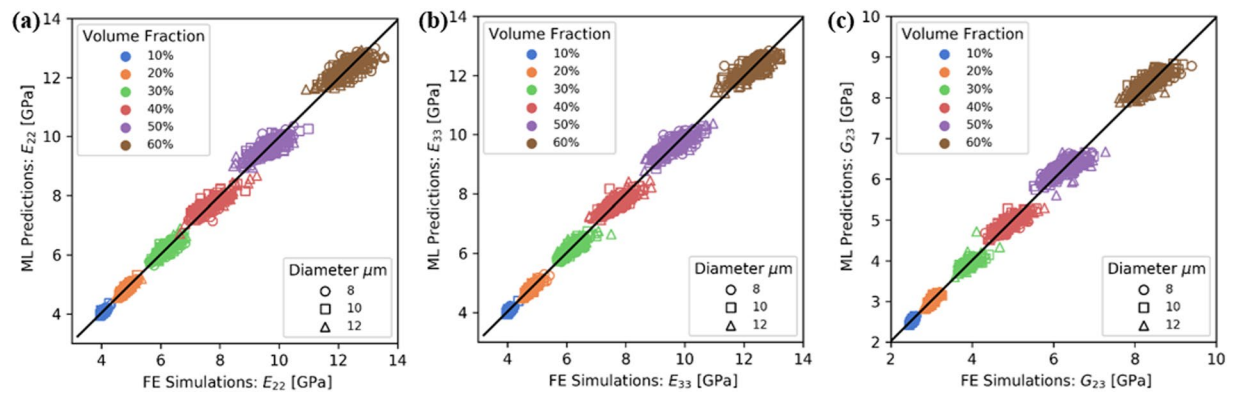 (a)
14
12
10
8
6
4
ML Predictions: E22 [GPa]
Volume Fraction
10%
20%
30%
40%
50%
60%
Diameter μm
8
10
12
4 6 8 10 12 14
FE Simulations: E22 [GPa]
(b)
14
12
10
8
6
4
ML Predictions: E33 [GPa]
Volume Fraction
10%
20%
30%
40%
50%
60%
Diameter μm
8
10
12
4 6 8 10 12 14
FE Simulations: E33 [GPa]
(c)
10
9
8
7
6
5
4
3
2
ML Predictions: G23 [GPa]
Volume Fraction
10%
20%
30%
40%
50%
60%
Diameter μm
8
10
12
2 4 6 8 10
FE Simulations: G23 [GPa]